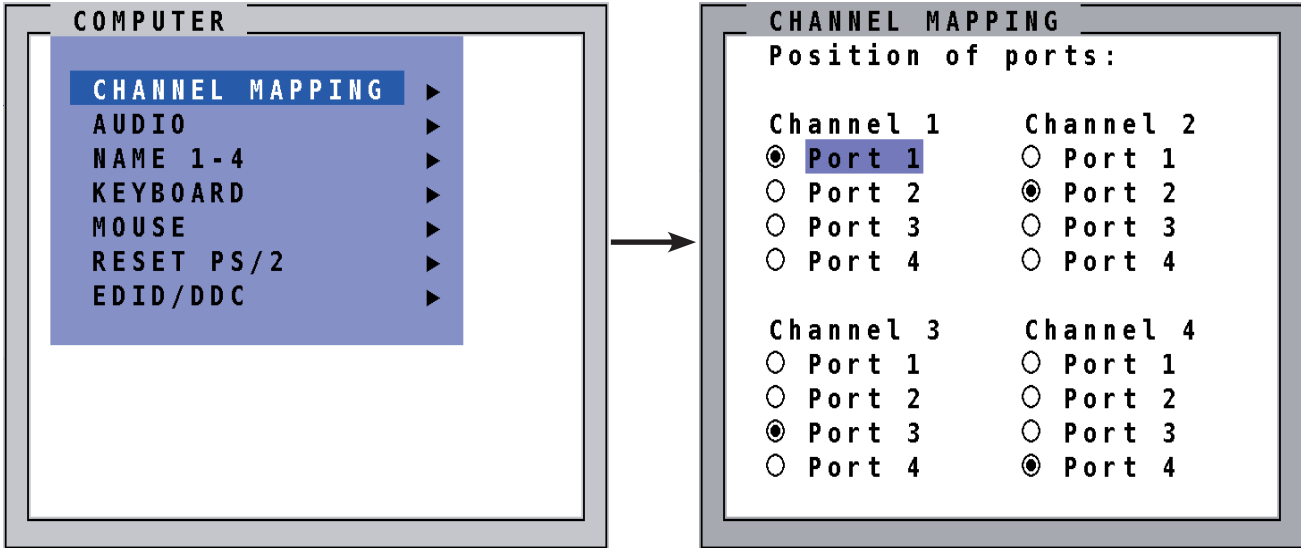 COMPUTER
CHANNEL MAPPING
AUDIO
NAME 1-4
KEYBOARD
MOUSE
RESET PS/2
EDID/DDC
CHANNEL MAPPING
Position of ports:
Channel 1
Port 1
Port 2
Port 3
Port 4
Channel 2
Port 1
Port 2
Port 3
Port 4
Channel 3
Port 1
Port 2
Port 3
Port 4
Channel 4
Port 1
Port 2
Port 3
Port 4